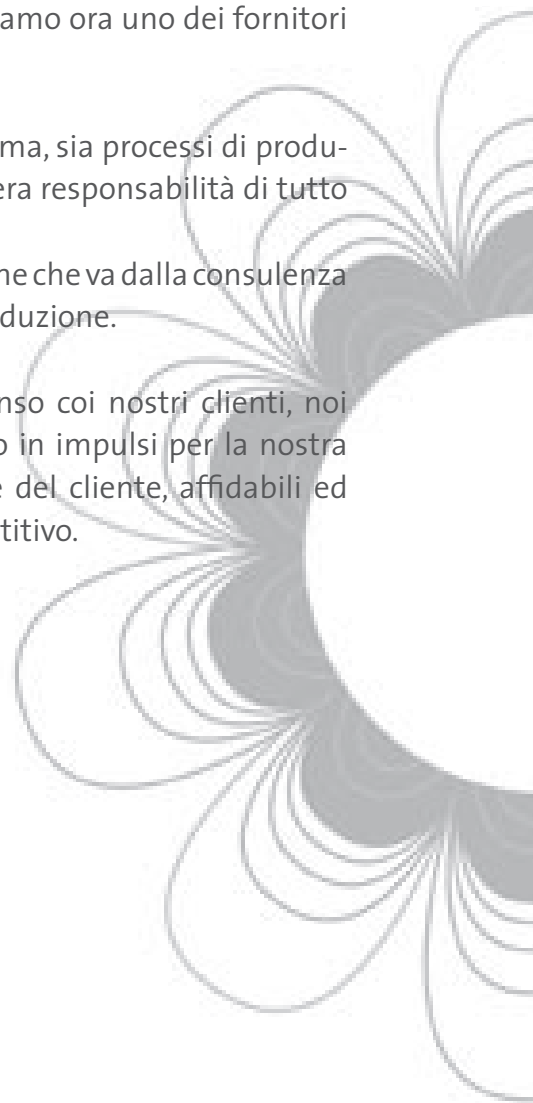 amo ora uno dei fornitori
ma, sia processi di produ-
era responsabilità di tutto
ne che va dalla consulenza
duzione.
nso coi nostri clienti, noi
o in impulsi per la nostra
e del cliente, affidabili ed
titivo.